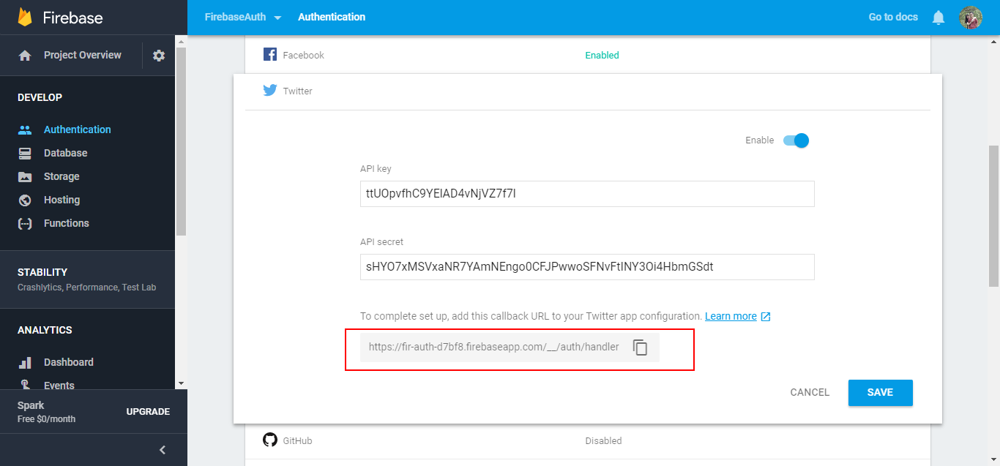 Firebase
FirebaseAuth
Authentication
Go to docs
Project Overview
DEVELOP
Authentication
Database
Storage
Hosting
Functions
STABILITY
Crashlytics, Performance, Test Lab
ANALYTICS
Dashboard
Events
Spark
Free $0/month
UPGRADE
Facebook
Enabled
Twitter
Enable
API key
ttUOpvfhC9YEIAD4vNjVZ7f7I
API secret
sHYO7xMSVxaNR7YAmNEngo0CFJPwwoSFNvFtINY3Oi4HbmGSdt
To complete set up, add this callback URL to your Twitter app configuration. Learn more
https://fir-auth-d7bf8.firebaseapp.com/__/auth/handler
CANCEL
SAVE
GitHub
Disabled